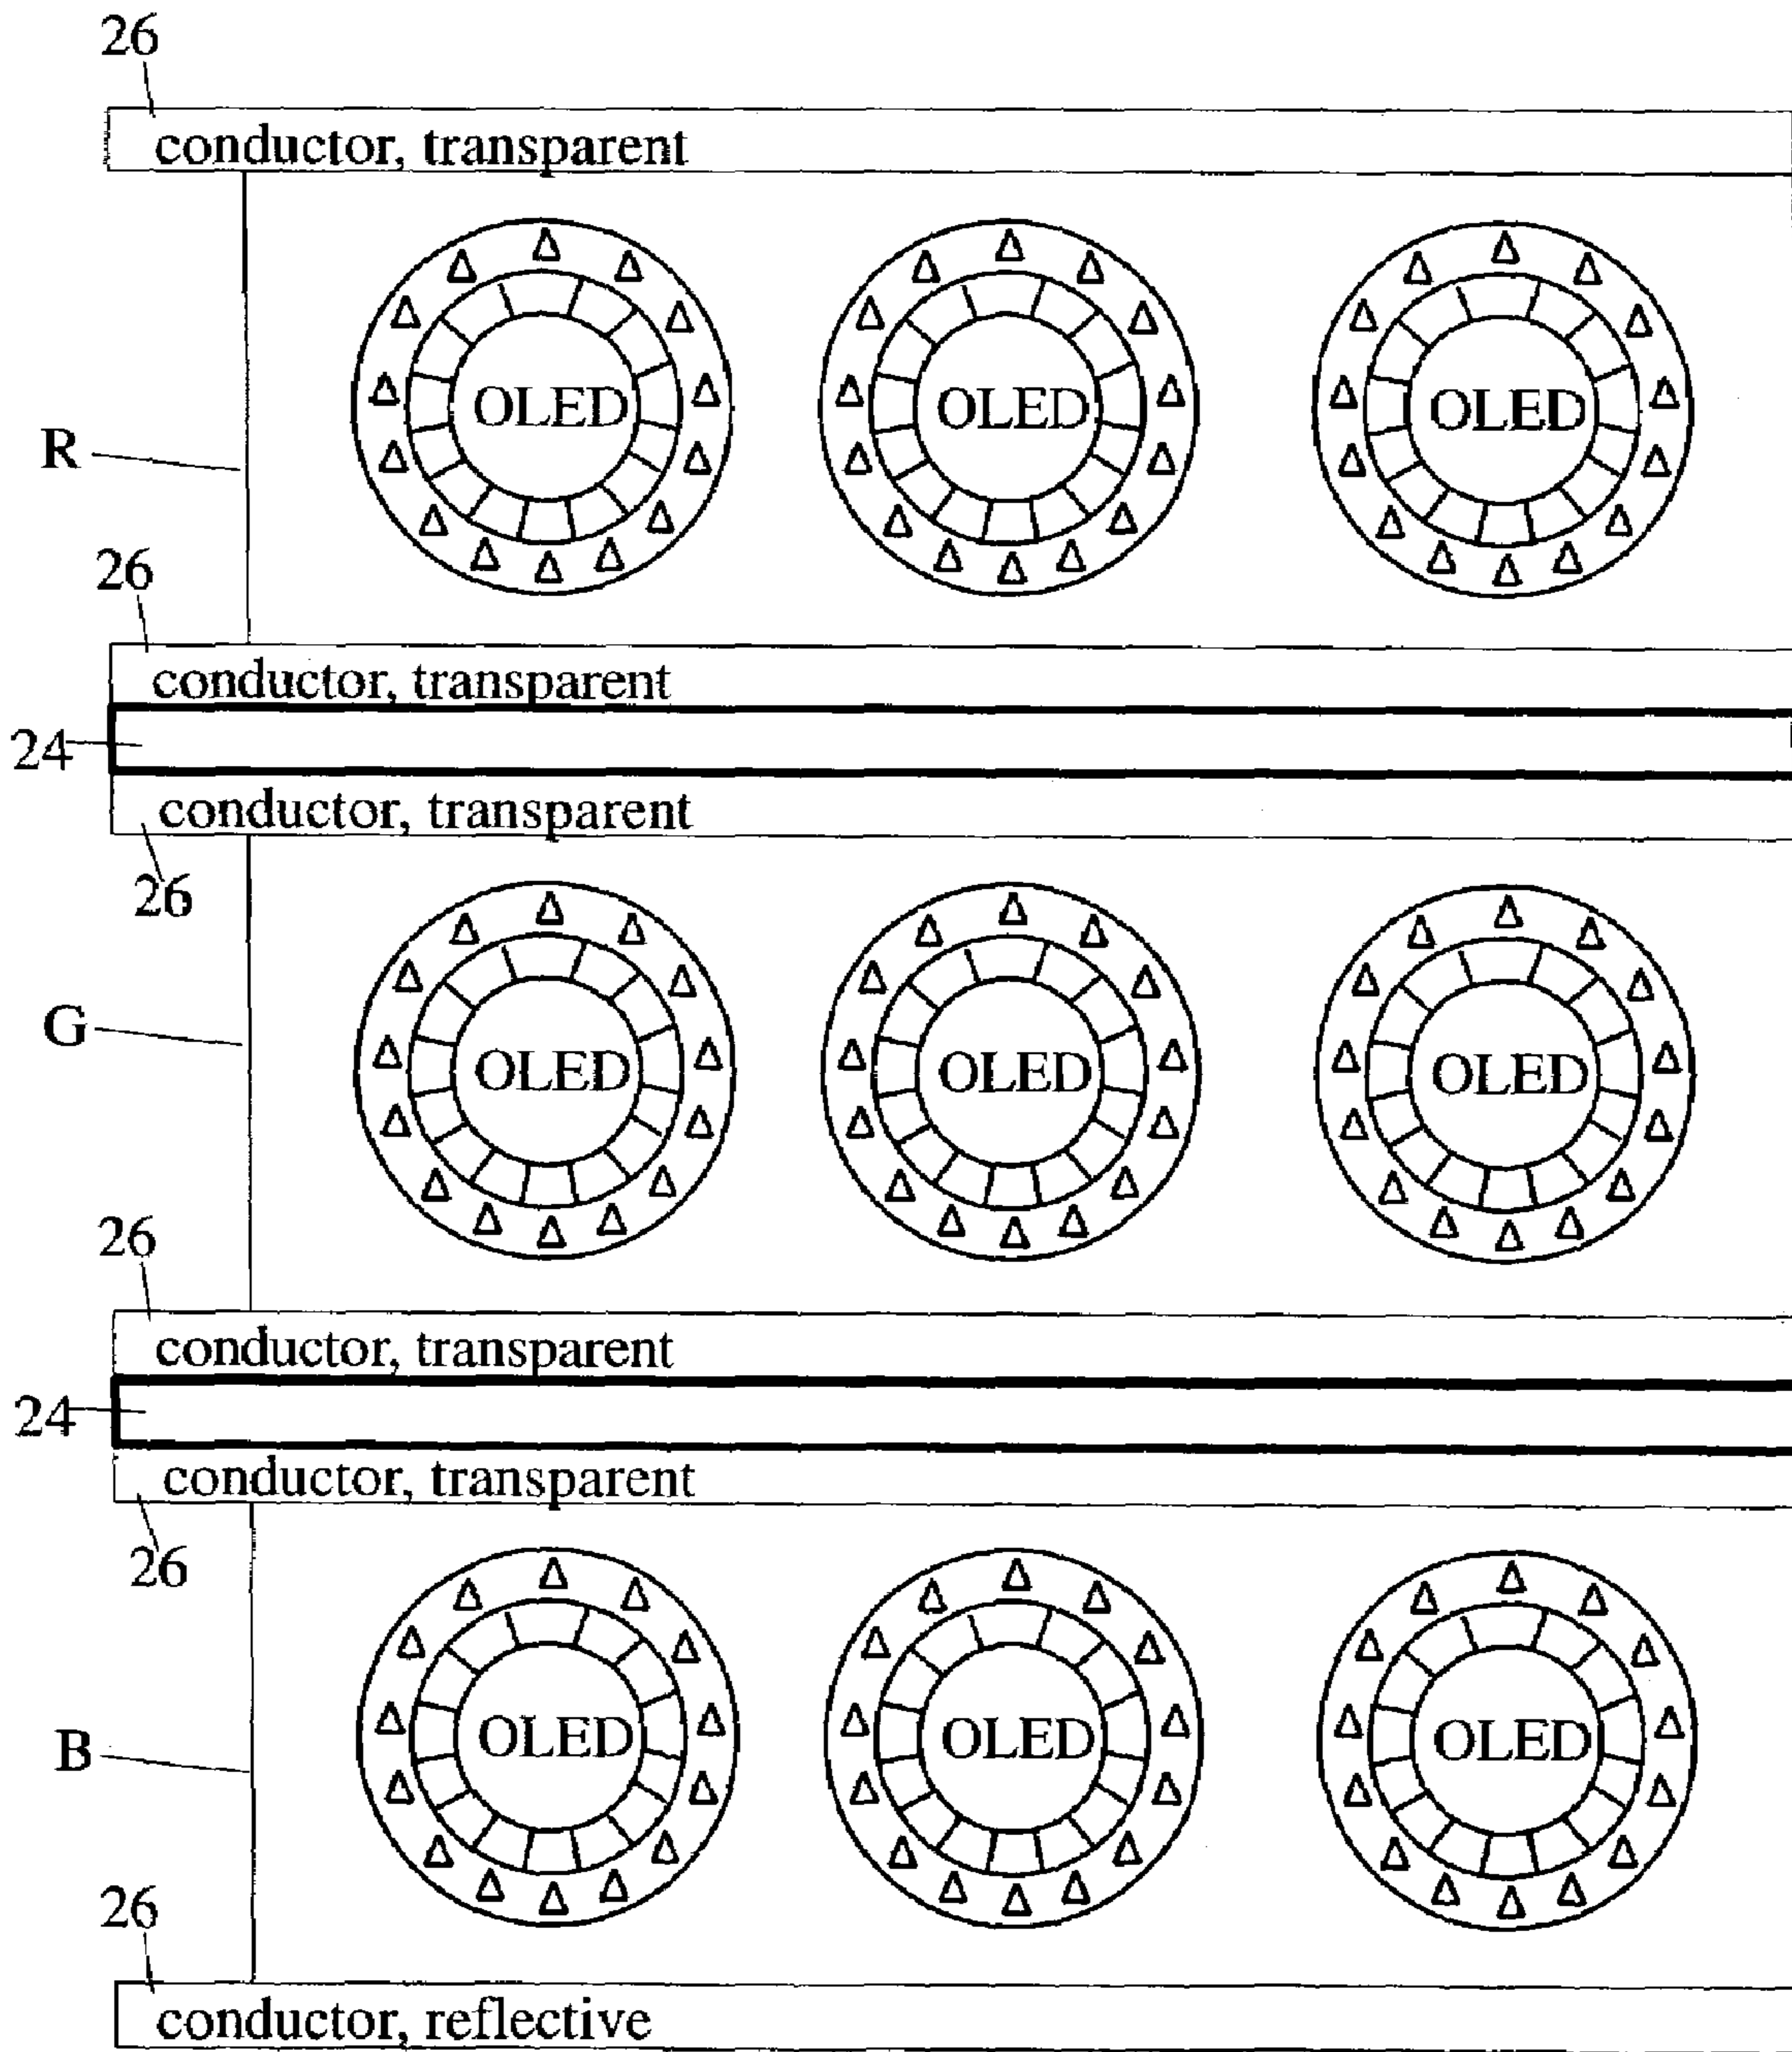 26
conductor, transparent
OLED OLED OLED
R
26
conductor, transparent
24
conductor, transparent
26
OLED OLED OLED
G
26
conductor, transparent
24
conductor, transparent
26
OLED OLED OLED
B
26
conductor, reflective